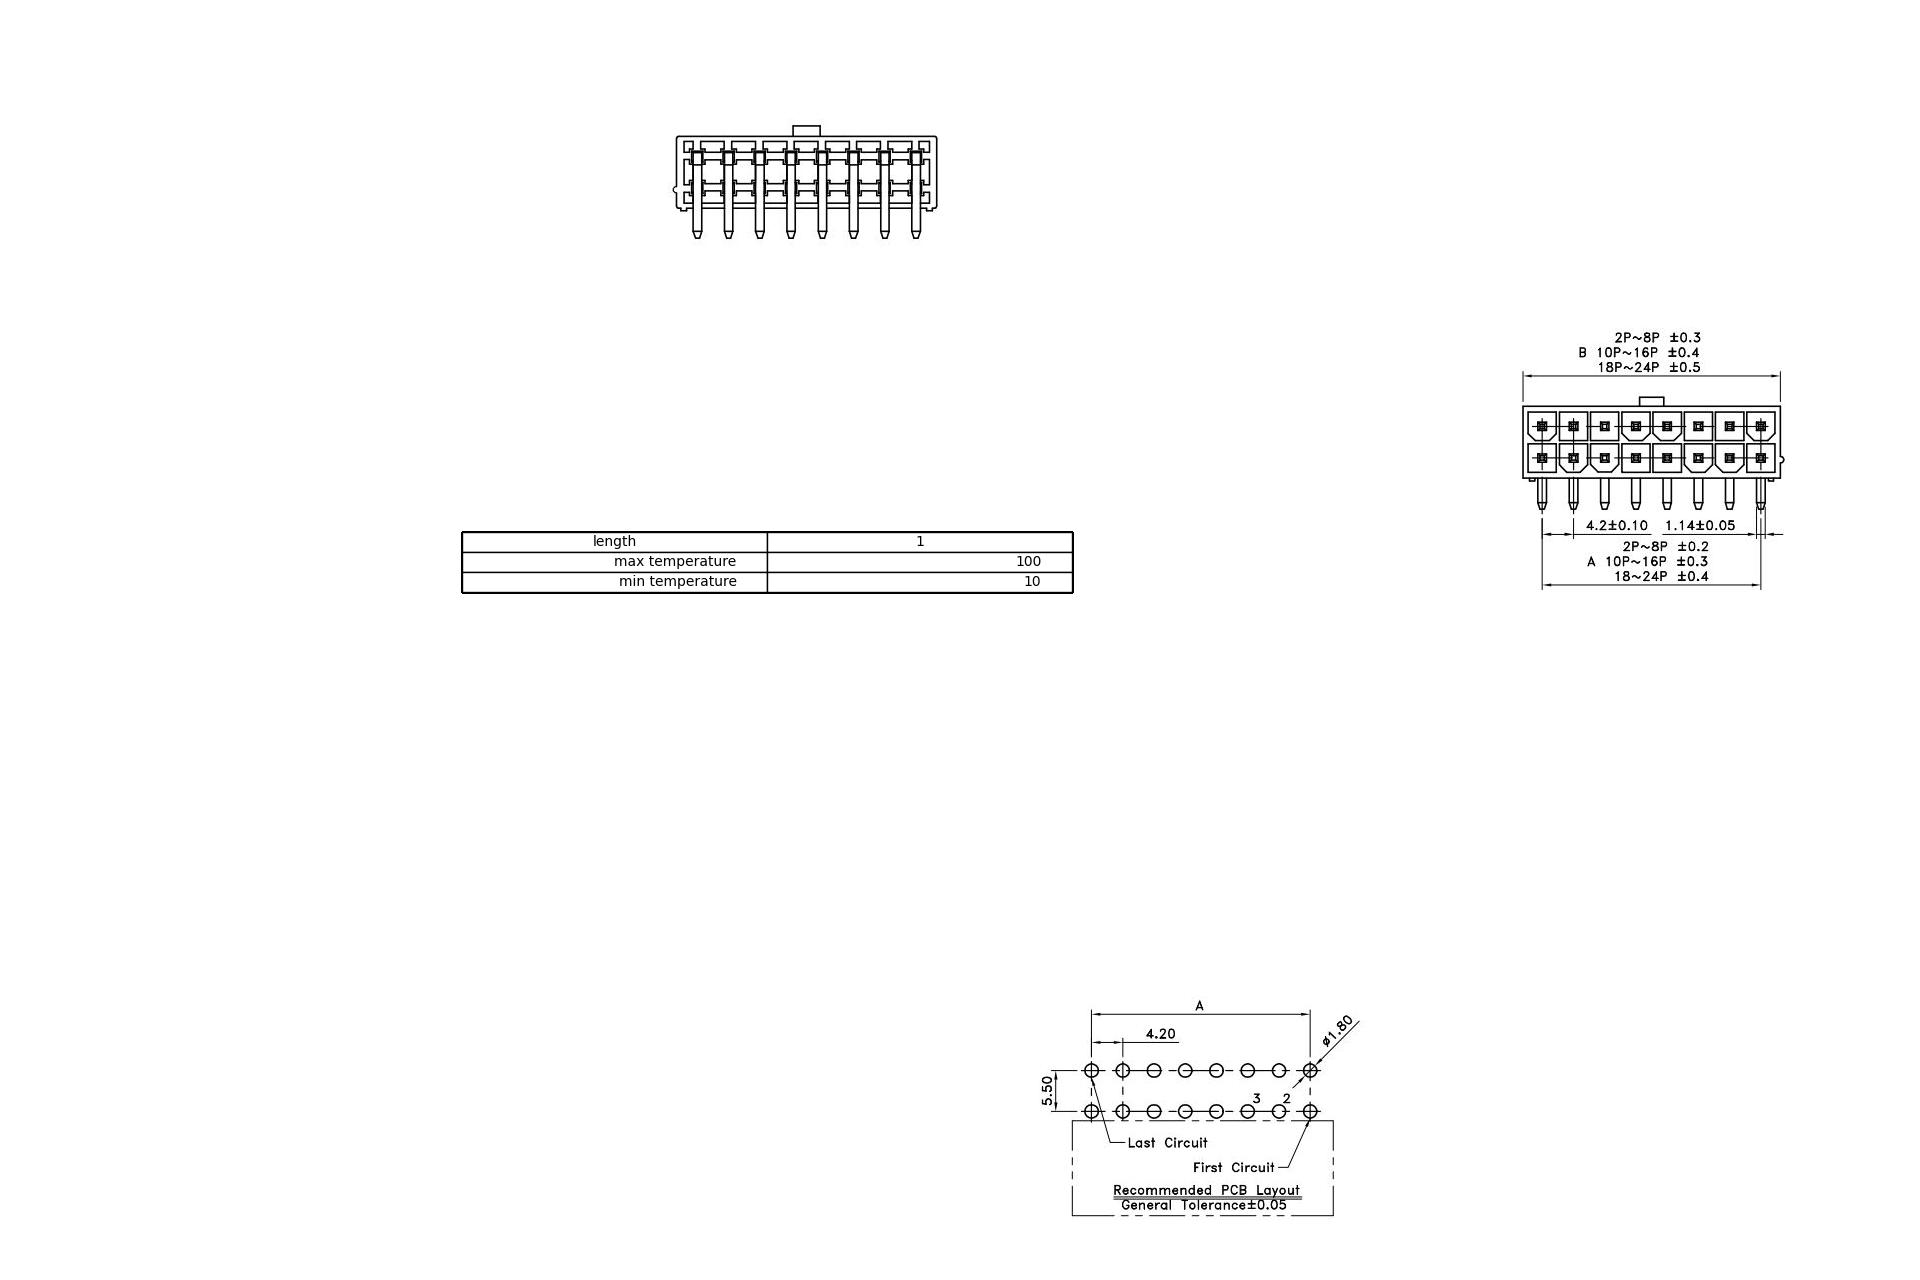 2P~8P ±0.3
B 10P~16P ±0.4
18P~24P ±0.5
4.2±0.10 1.14±0.05
2P~8P ±0.2
A 10P~16P ±0.3
18~24P ±0.4
length 1
max temperature 100
min temperature 10
A
4.20
ø1.80
5.50
3 2
Last Circuit
First Circuit
Recommended PCB Layout
General Tolerance±0.05